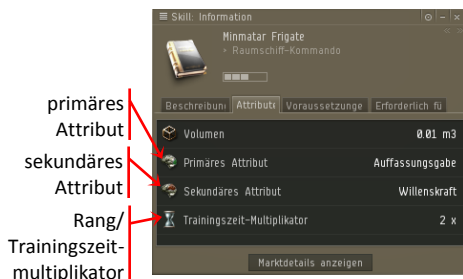 Skill: Information
Minmatar Frigate
Raumschiff-Kommando
Beschreibun Attribute Voraussetzunge Erforderlich fü
Volumen 0.01 m3
Primäres Attribut Auffassungsgabe
Sekundäres Attribut Willenskraft
Trainingszeit-Multiplikator 2 x
Marktdetails anzeigen
primäres
Attribut
sekundäres
Attribut
Rang/
Trainingszeit-
multiplikator